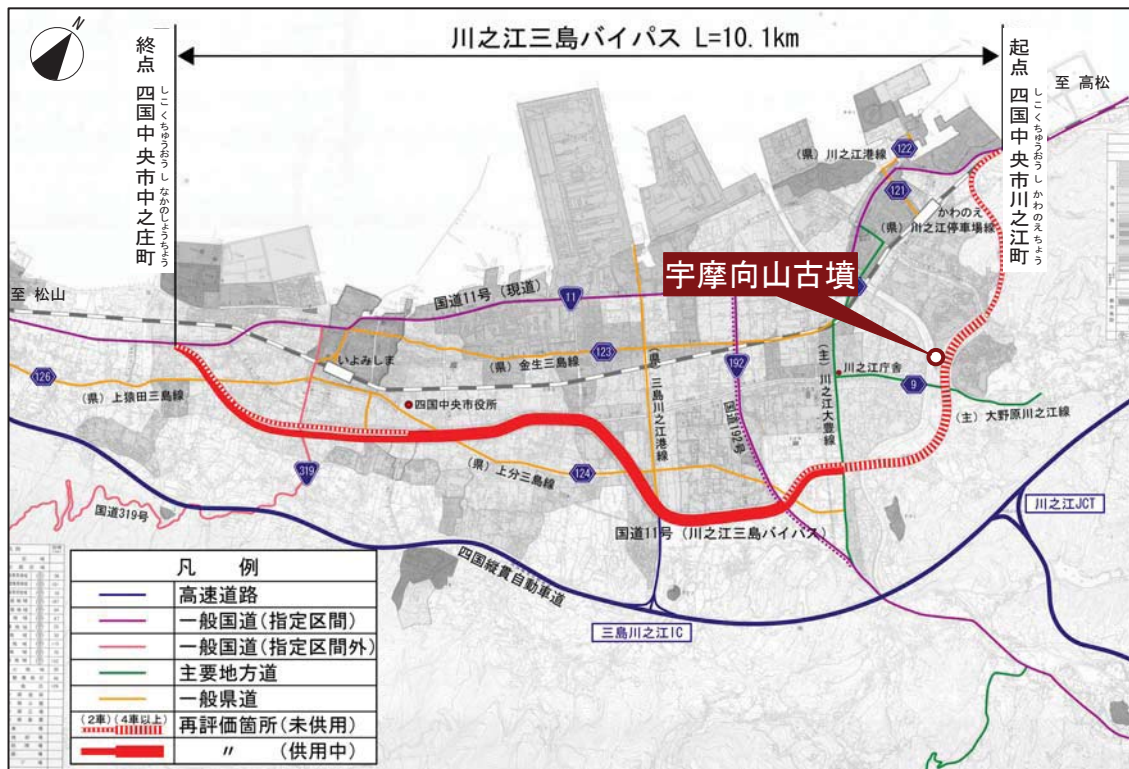 N
川之江三島バイパス L=10.1km
終点 四国中央市中之庄町
しこくちゅうおうし なかのしょうちょう
起点 四国中央市川之江町
しこくちゅうおうし かわのえちょう
至 高松
(県)川之江港線
122
121
かわのえ
(県)川之江停車場線
宇摩向山古墳
至 松山
国道11号(現道)
11
いよみしま
(県)金生三島線
123
(県)三島川之江港線
192
国道192号
(主)川之江大豊線
川之江庁舎
9
(主)大野原川之江線
126
(県)上猿田三島線
四国中央市役所
319
国道319号
(県)上分三島線
124
国道11号(川之江三島バイパス)
川之江JCT
四国縦貫自動車道
三島川之江IC
凡 例
高速道路
一般国道(指定区間)
一般国道(指定区間外)
主要地方道
一般県道
(2車)(4車以上) 再評価箇所(未供用)
〃 (供用中)